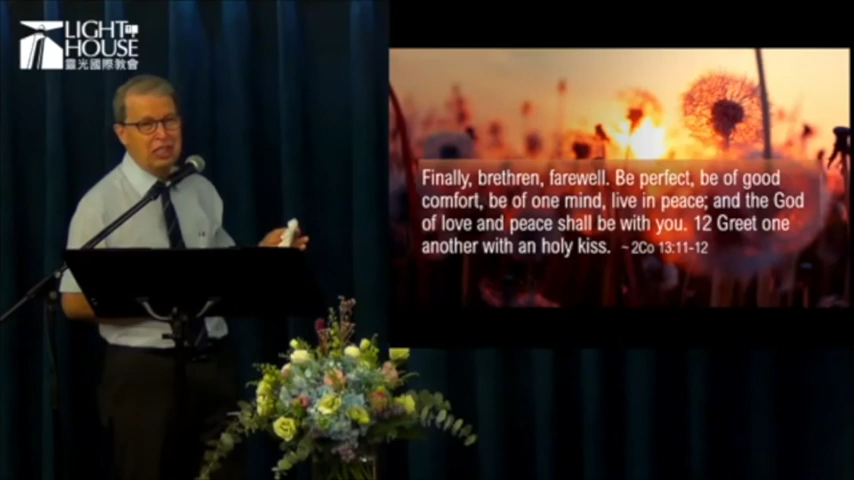 LIGHT
HOUSE
靈光國際教會
Finally, brethren, farewell. Be perfect, be of good
comfort, be of one mind, live in peace; and the God
of love and peace shall be with you. 12 Greet one
another with an holy kiss. ~ 2Co 13:11-12